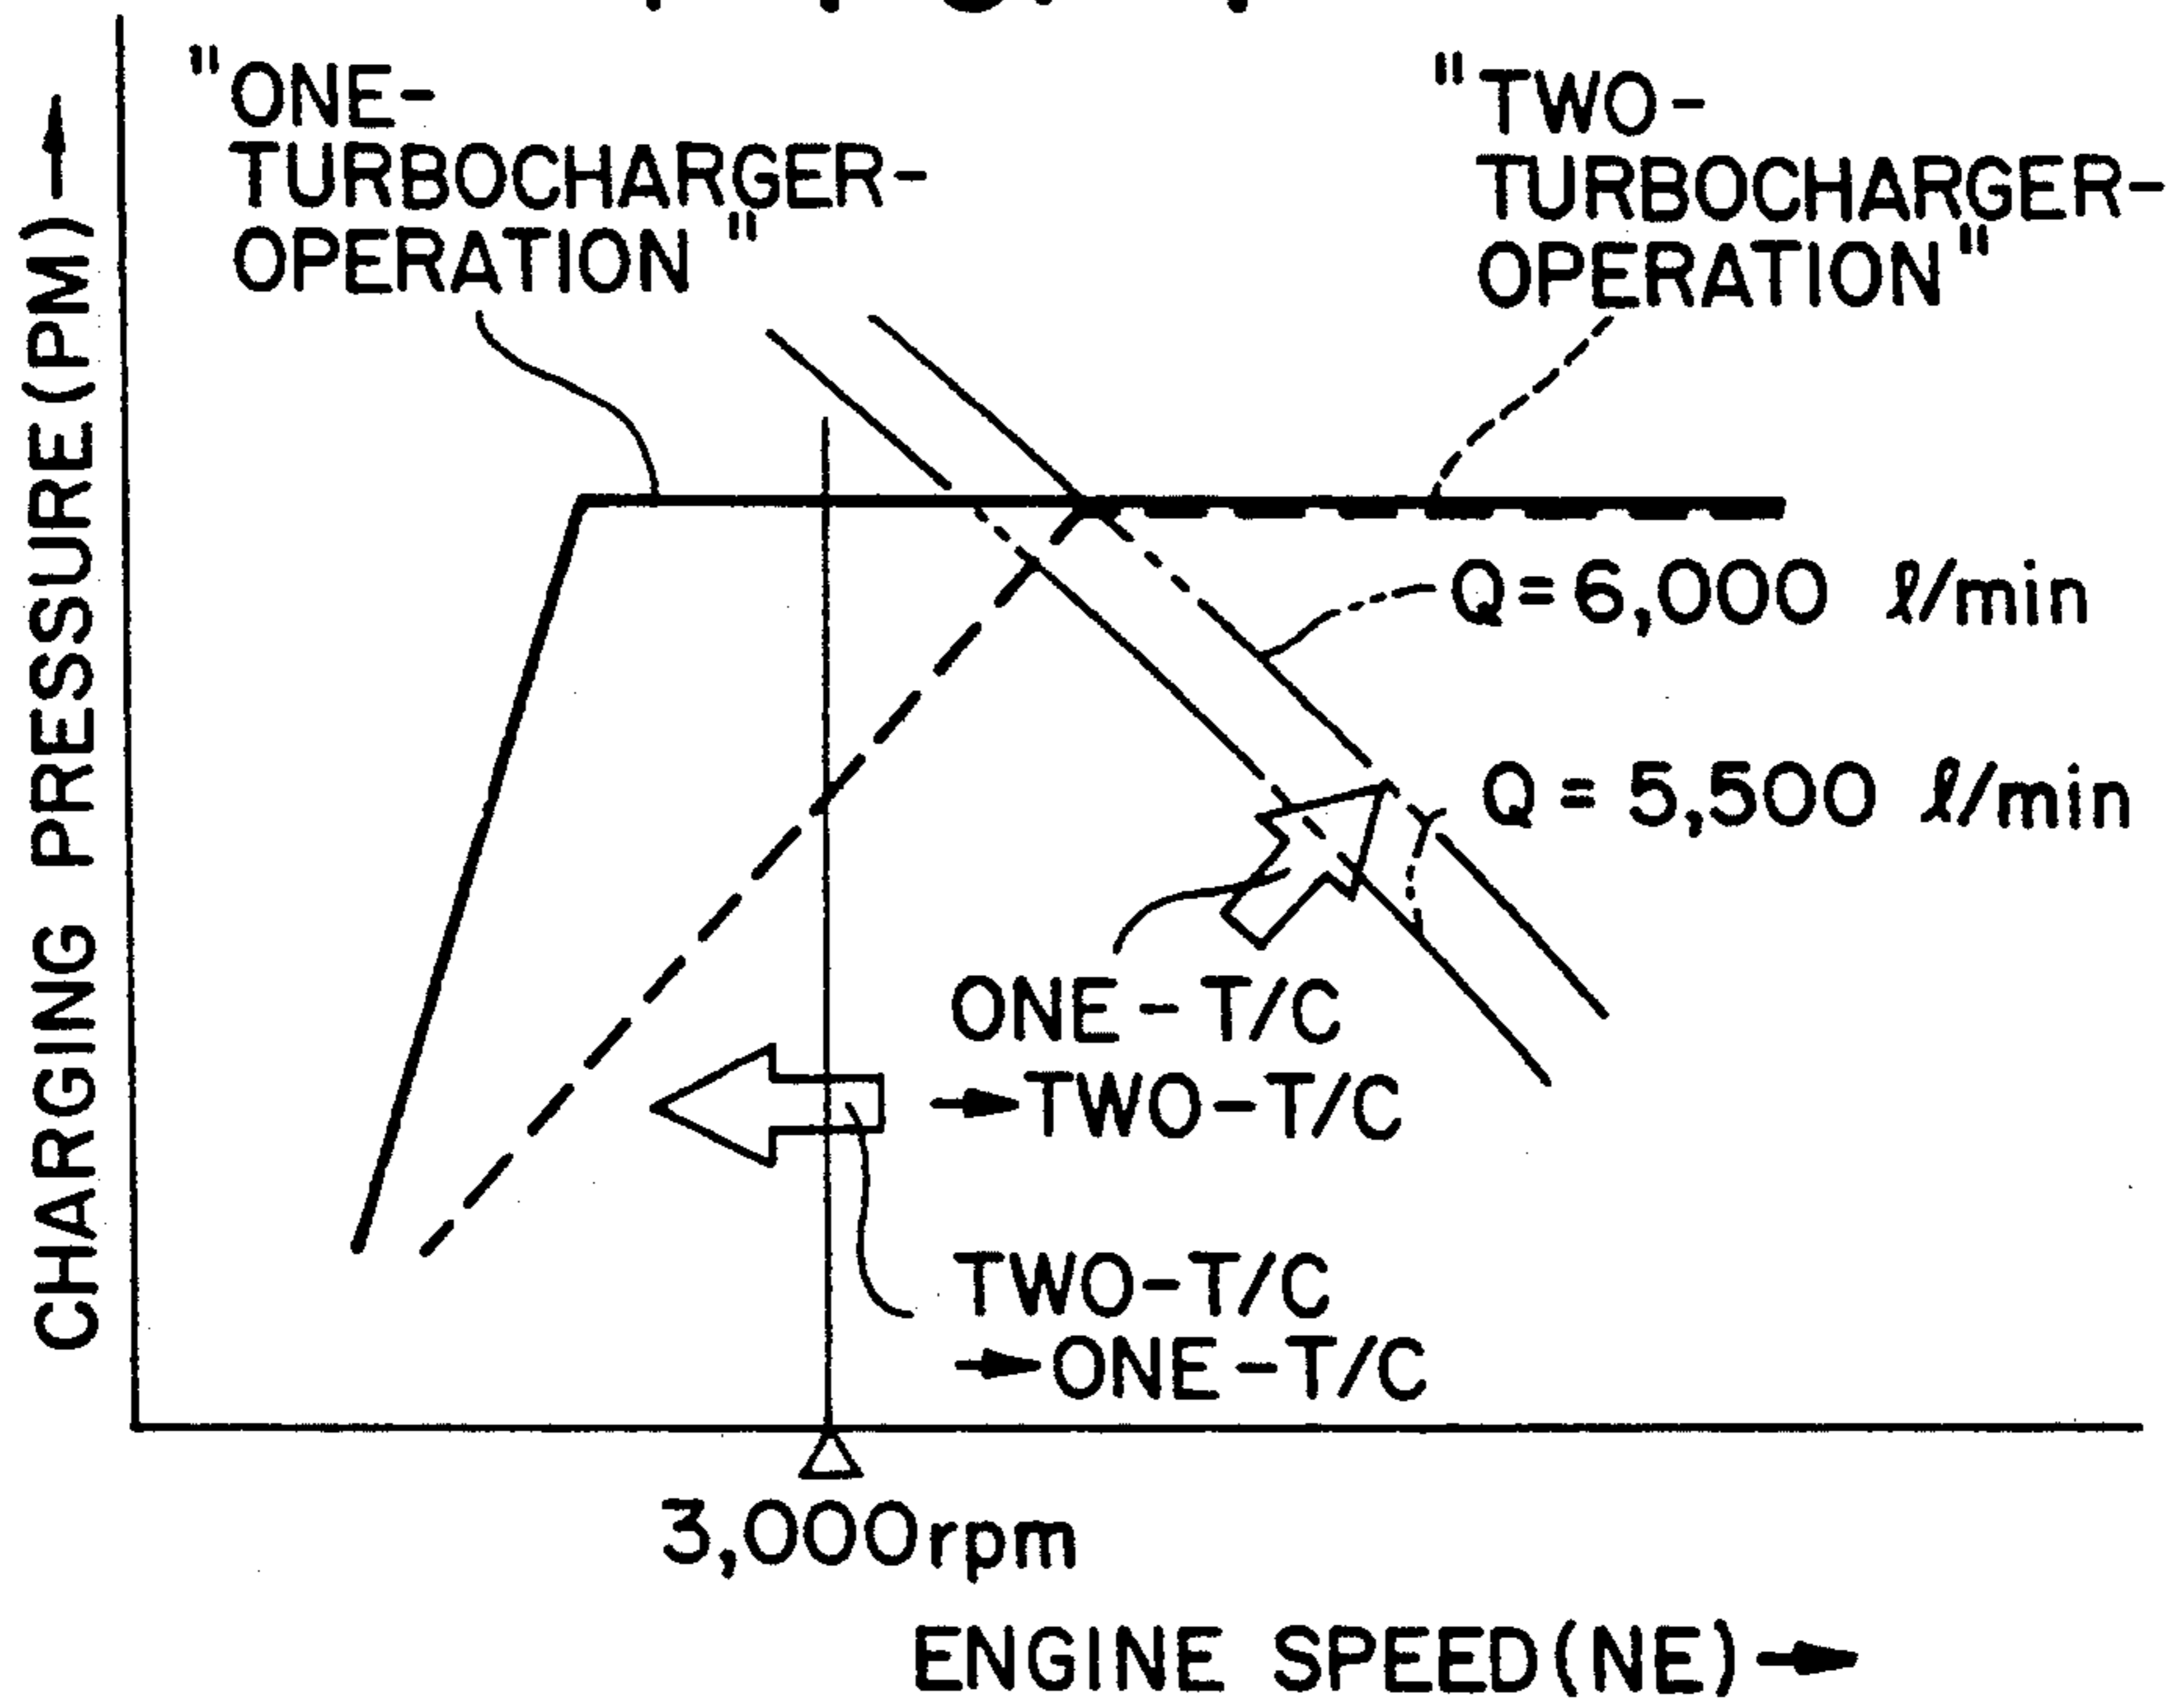 "ONE-
TURBOCHARGER-
OPERATION"
"TWO-
TURBOCHARGER-
OPERATION"
CHARGING PRESSURE(PM)→
Q=6,000 ℓ/min
Q=5,500 ℓ/min
ONE-T/C
→TWO-T/C
TWO-T/C
→ONE-T/C
3,000rpm
ENGINE SPEED(NE)→